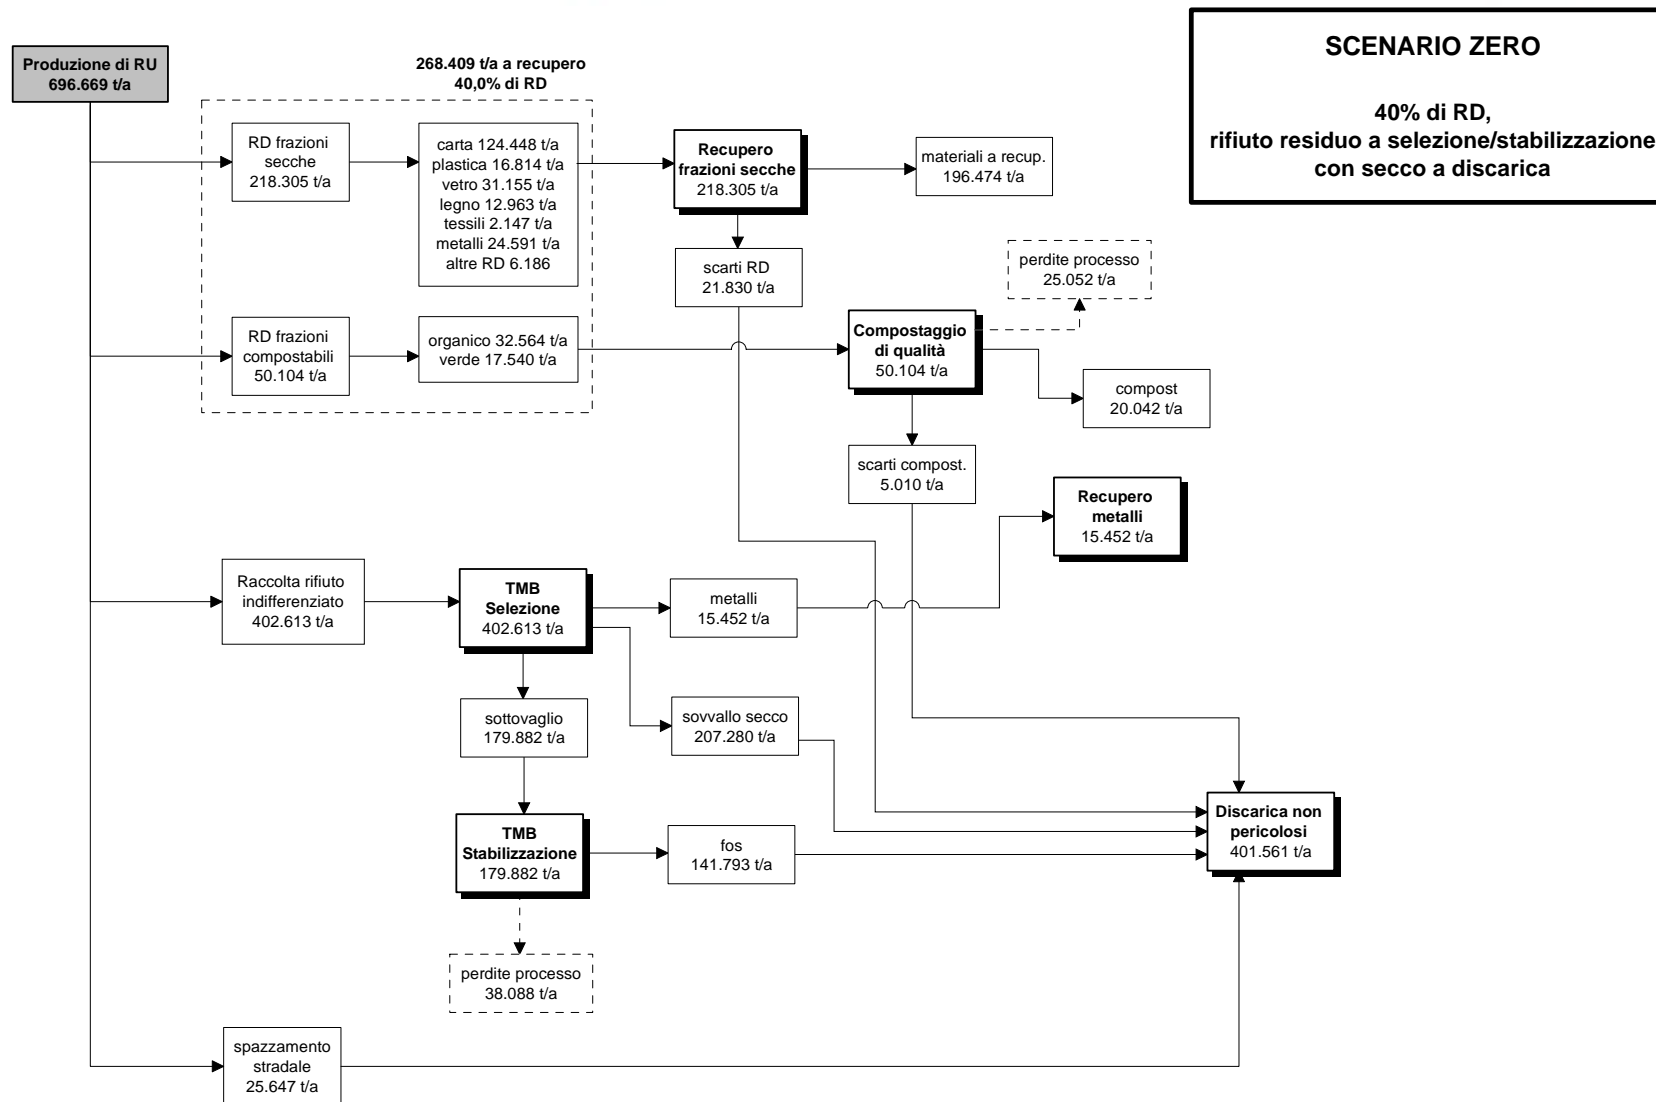 SCENARIO ZERO
40% di RD,
rifiuto residuo a selezione/stabilizzazione
con secco a discarica
Produzione di RU
696.669 t/a
268.409 t/a a recupero
40,0% di RD
RD frazioni
secche
218.305 t/a
carta 124.448 t/a
plastica 16.814 t/a
vetro 31.155 t/a
legno 12.963 t/a
tessili 2.147 t/a
metalli 24.591 t/a
altre RD 6.186
Recupero
frazioni secche
218.305 t/a
materiali a recup.
196.474 t/a
scarti RD
21.830 t/a
perdite processo
25.052 t/a
RD frazioni
compostabili
50.104 t/a
organico 32.564 t/a
verde 17.540 t/a
Compostaggio
di qualità
50.104 t/a
compost
20.042 t/a
scarti compost.
5.010 t/a
Recupero
metalli
15.452 t/a
Raccolta rifiuto
indifferenziato
402.613 t/a
TMB
Selezione
402.613 t/a
metalli
15.452 t/a
sottovaglio
179.882 t/a
sovvallo secco
207.280 t/a
TMB
Stabilizzazione
179.882 t/a
fos
141.793 t/a
Discarica non
pericolosi
401.561 t/a
perdite processo
38.088 t/a
spazzamento
stradale
25.647 t/a